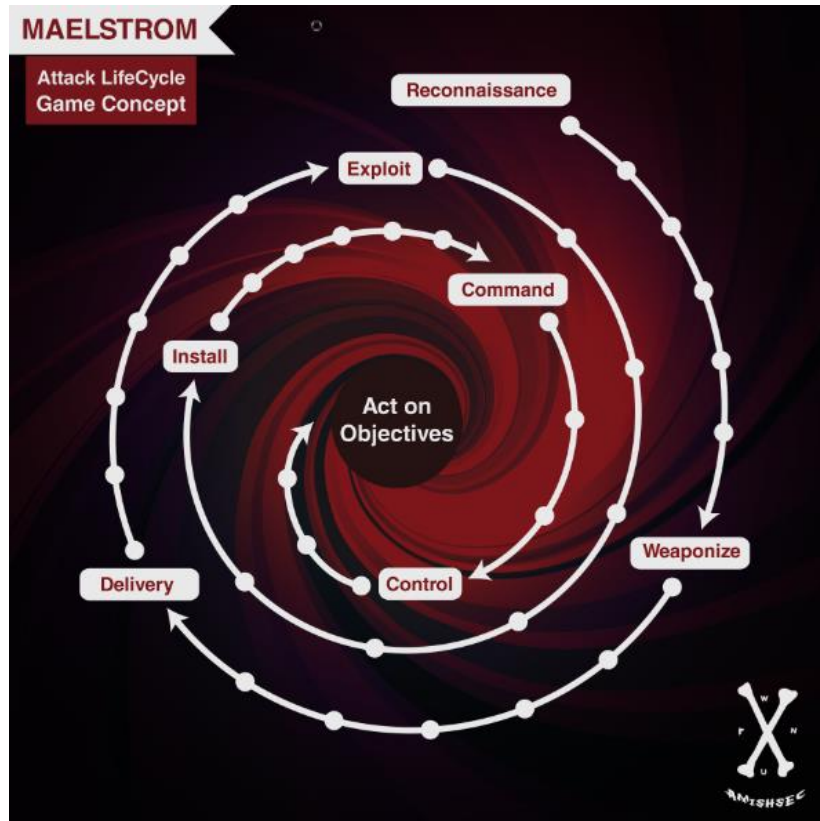 MAELSTROM
Attack LifeCycle
Game Concept
Reconnaissance
Exploit
Command
Install
Act on
Objectives
Weaponize
Delivery
Control
W
N
U
AMISHSEC